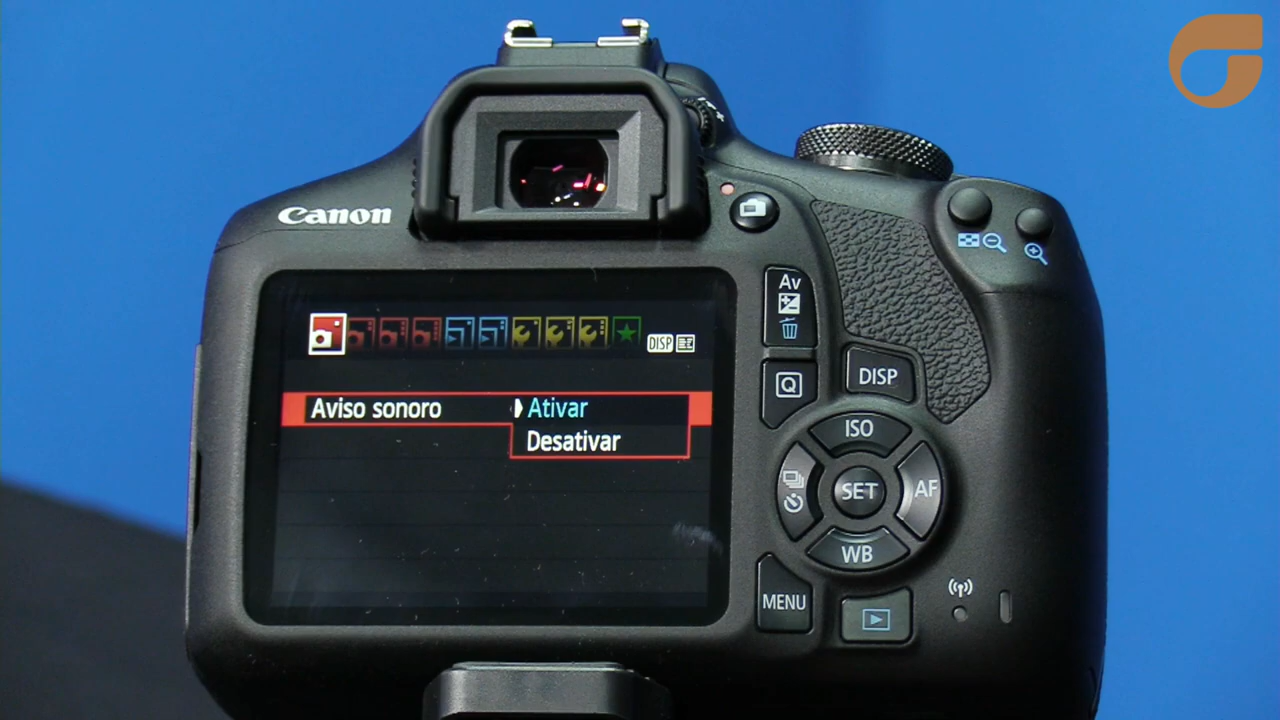 Canon
Av
Q
DISP
DISP
Aviso sonoro
Ativar
Desativar
ISO
SET
AF
WB
MENU